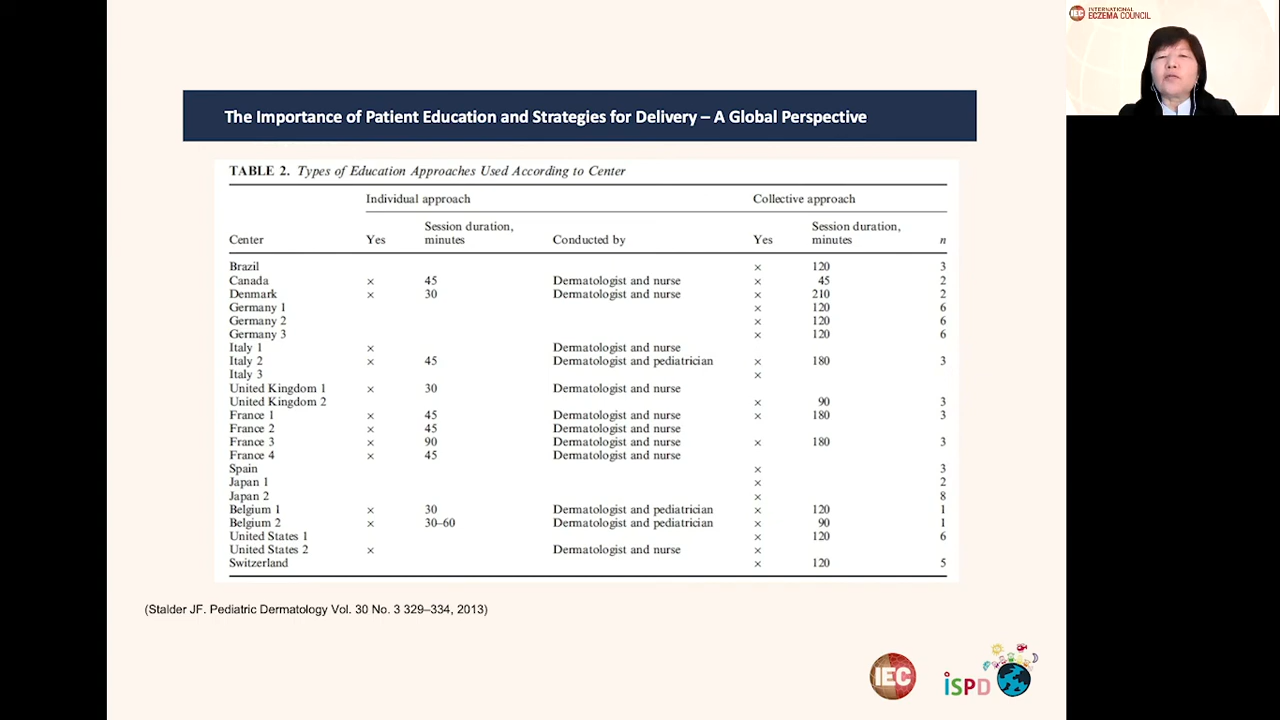 INTERNATIONAL
IEC ECZEMA COUNCIL
The Importance of Patient Education and Strategies for Delivery – A Global Perspective
TABLE 2. Types of Education Approaches Used According to Center
Individual approach Collective approach
Session duration, Session duration,
Center Yes minutes Conducted by Yes minutes n
Brazil × 120 3
Canada × 45 Dermatologist and nurse × 45 2
Denmark × 30 Dermatologist and nurse × 210 2
Germany 1 × 120 6
Germany 2 × 120 6
Germany 3 × 120 6
Italy 1 × Dermatologist and nurse
Italy 2 × 45 Dermatologist and pediatrician × 180 3
Italy 3 ×
United Kingdom 1 × 30 Dermatologist and nurse
United Kingdom 2 × 90 3
France 1 × 45 Dermatologist and nurse × 180 3
France 2 × 45 Dermatologist and nurse
France 3 × 90 Dermatologist and nurse × 180 3
France 4 × 45 Dermatologist and nurse
Spain × 3
Japan 1 × 2
Japan 2 × 8
Belgium 1 × 30 Dermatologist and pediatrician × 120 1
Belgium 2 × 30–60 Dermatologist and pediatrician × 90 1
United States 1 × 120 6
United States 2 × Dermatologist and nurse ×
Switzerland × 120 5
(Stalder JF. Pediatric Dermatology Vol. 30 No. 3 329–334, 2013)
IEC
iSPD